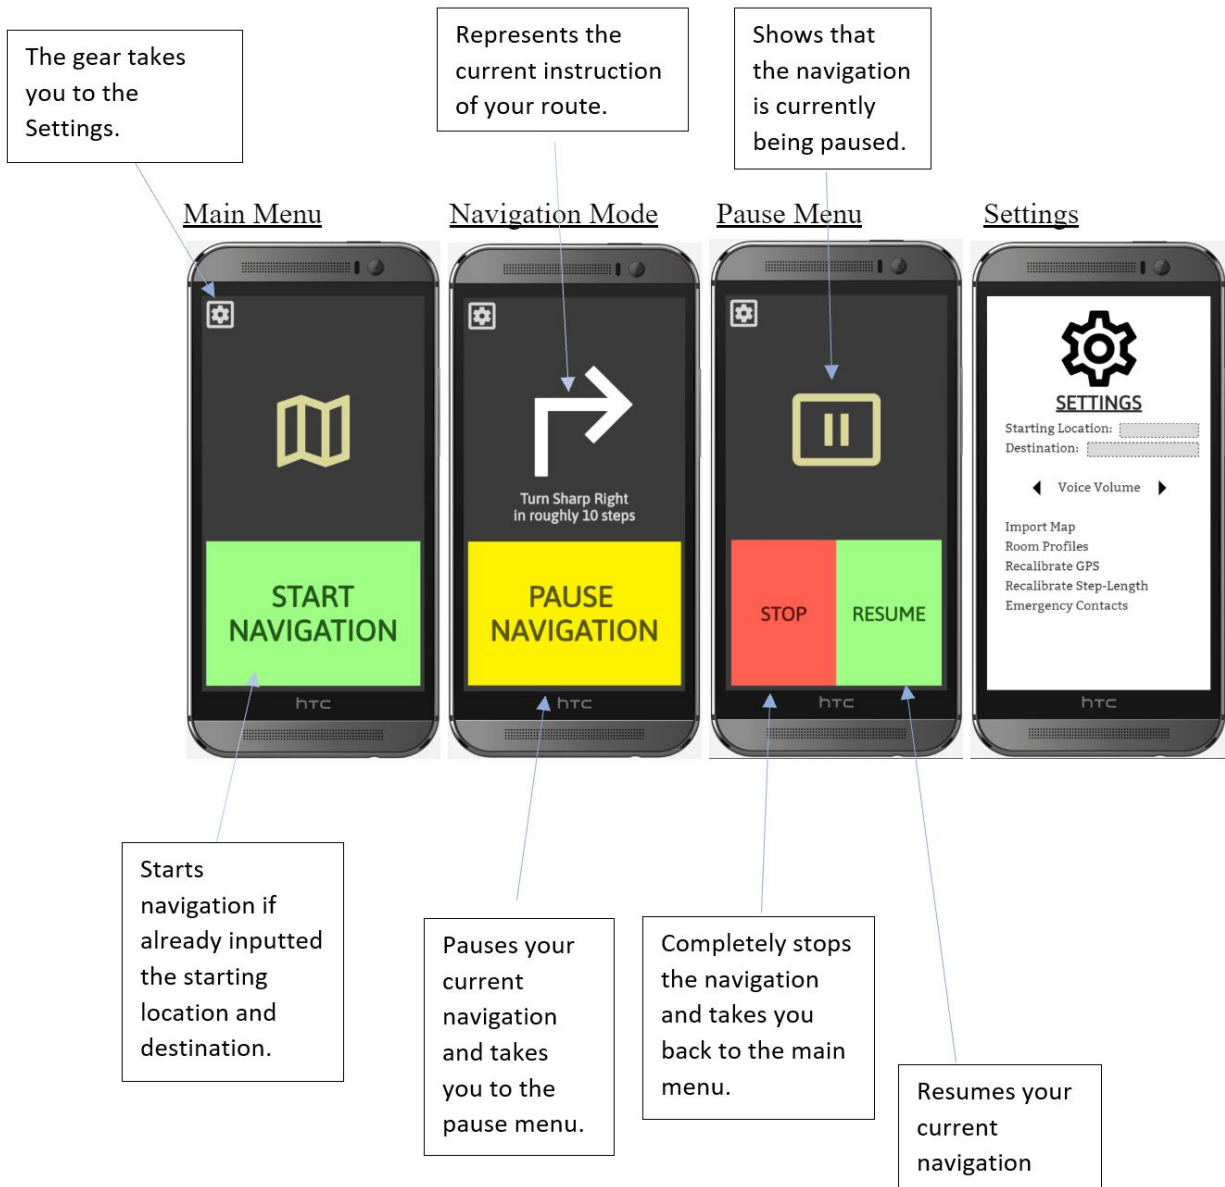 The gear takes
you to the
Settings.
Represents the
current instruction
of your route.
Shows that
the navigation
is currently
being paused.
Main Menu
Navigation Mode
Pause Menu
Settings
START
NAVIGATION
hTC
Turn Sharp Right
in roughly 10 steps
PAUSE
NAVIGATION
hTC
STOP
RESUME
hTC
SETTINGS
Starting Location:
Destination:
Voice Volume
Import Map
Room Profiles
Recalibrate GPS
Recalibrate Step-Length
Emergency Contacts
hTC
Starts
navigation if
already inputted
the starting
location and
destination.
Pauses your
current
navigation
and takes
you to the
pause menu.
Completely stops
the navigation
and takes you
back to the main
menu.
Resumes your
current
navigation